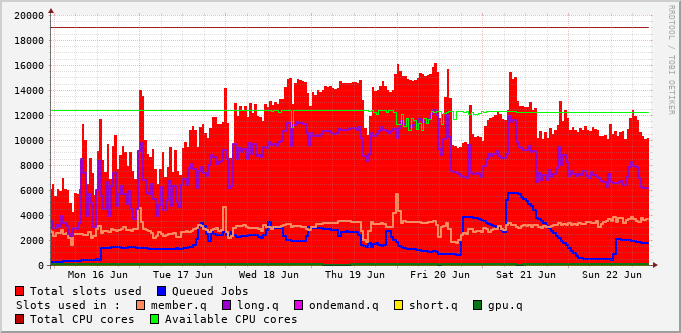 20000
18000
16000
14000
12000
10000
8000
6000
4000
2000
0
Mon 16 Jun Tue 17 Jun Wed 18 Jun Thu 19 Jun Fri 20 Jun Sat 21 Jun Sun 22 Jun
Total slots used Queued Jobs
Slots used in : member.q long.q ondemand.q short.q gpu.q
Total CPU cores Available CPU cores
RRDTOOL / TOBI OETIKER